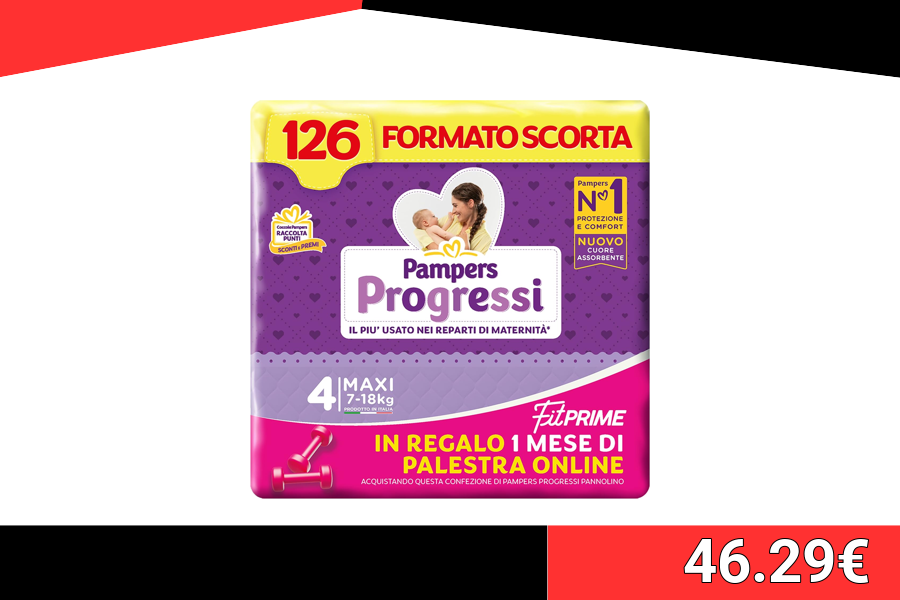 126 FORMATO SCORTA
Coccole Pampers
RACCOLTA
PUNTI
SCONTI e PREMI
Pampers
N°1
PROTEZIONE
E COMFORT
NUOVO
CUORE
ASSORBENTE
Pampers
Progressi
IL PIU' USATO NEI REPARTI DI MATERNITÀ*
4 MAXI
7-18kg
PRODOTTO IN ITALIA
FitPRIME
IN REGALO 1 MESE DI
PALESTRA ONLINE
ACQUISTANDO QUESTA CONFEZIONE DI PAMPERS PROGRESSI PANNOLINO
46.29€